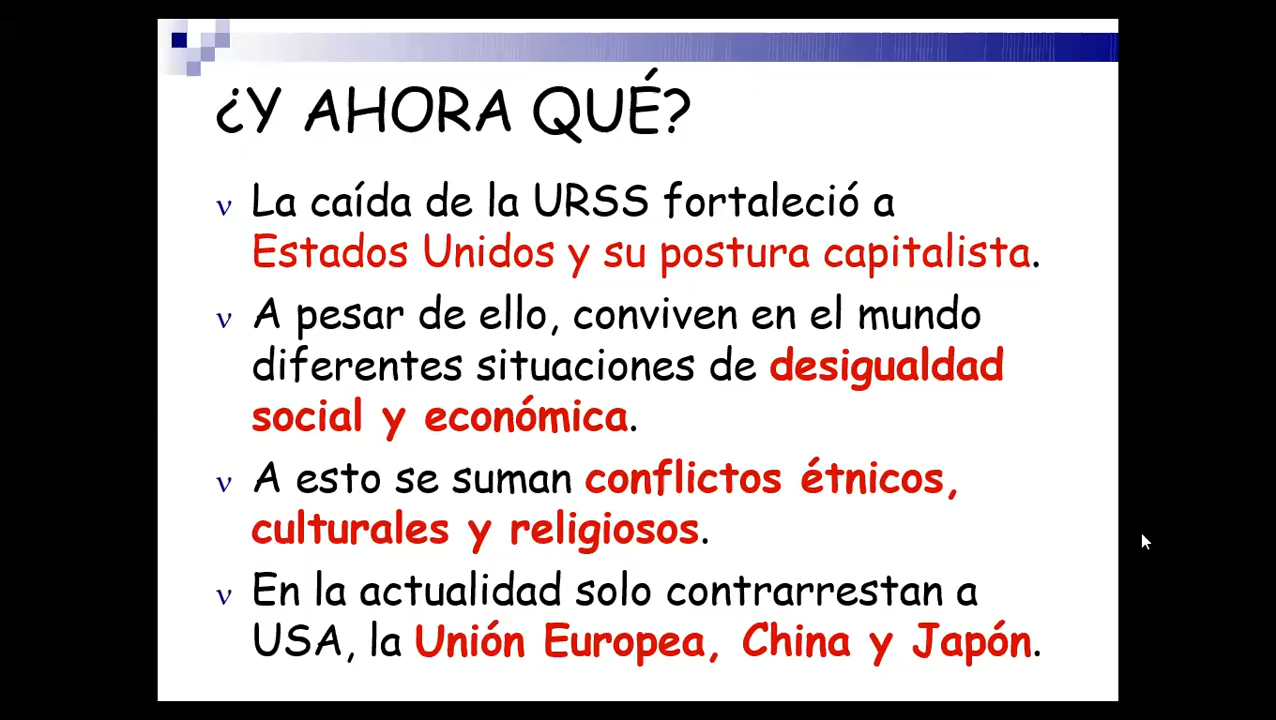 ¿Y AHORA QUÉ?
v La caída de la URSS fortaleció a
Estados Unidos y su postura capitalista.
v A pesar de ello, conviven en el mundo
diferentes situaciones de desigualdad
social y económica.
v A esto se suman conflictos étnicos,
culturales y religiosos.
v En la actualidad solo contrarrestan a
USA, la Unión Europea, China y Japón.